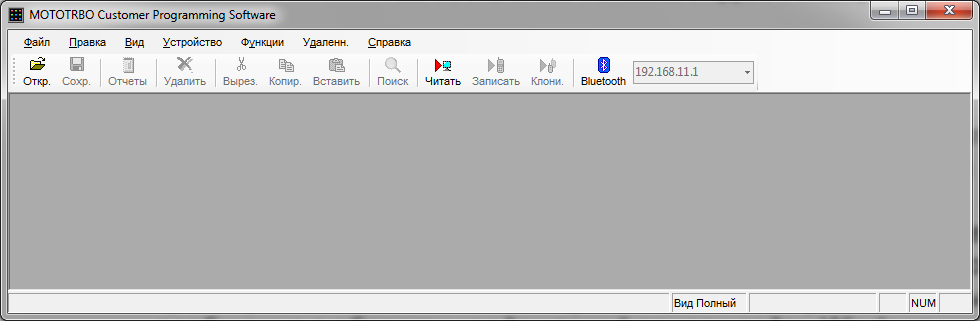 MOTOTRBO Customer Programming Software
Файл Правка Вид Устройство Функции Удаленн. Справка
Откр. Сохр. Отчеты Удалить Вырез. Копир. Вставить Поиск Читать Записать Клони. Bluetooth 192.168.11.1
Вид Полный NUM